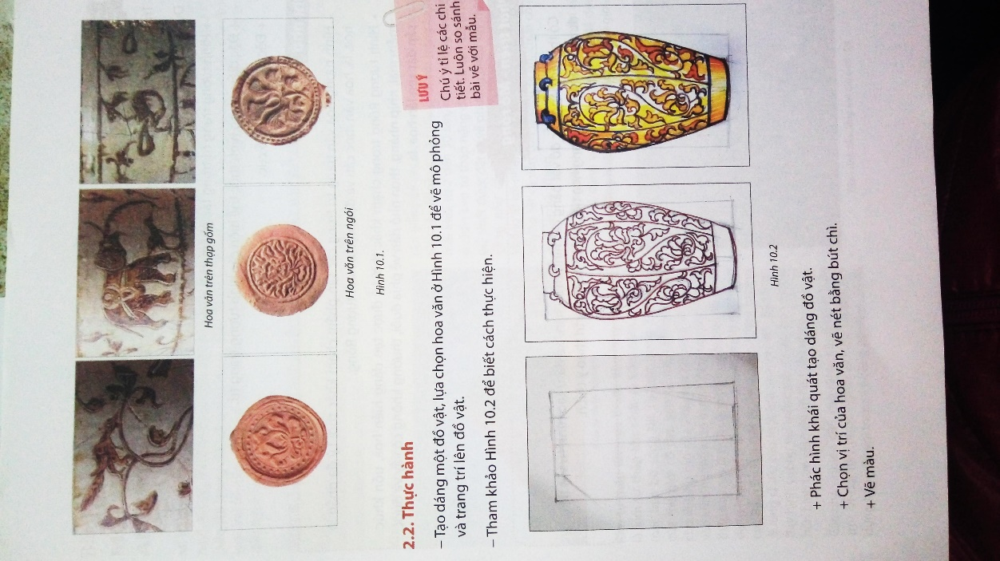 Hoa văn trên thạp gốm
Hoa văn trên ngói
Hình 10.1.
2.2. Thực hành
– Tạo dáng một đồ vật, lựa chọn hoa văn ở Hình 10.1 để vẽ mô phỏng
và trang trí lên đồ vật.
– Tham khảo Hình 10.2 để biết cách thực hiện.
LƯU Ý
Chú ý tỉ lệ các chi
tiết. Luôn so sánh
bài vẽ với mẫu.
Hình 10.2
+ Phác hình khái quát tạo dáng đồ vật.
+ Chọn vị trí của hoa văn, vẽ nét bằng bút chì.
+ Vẽ màu.